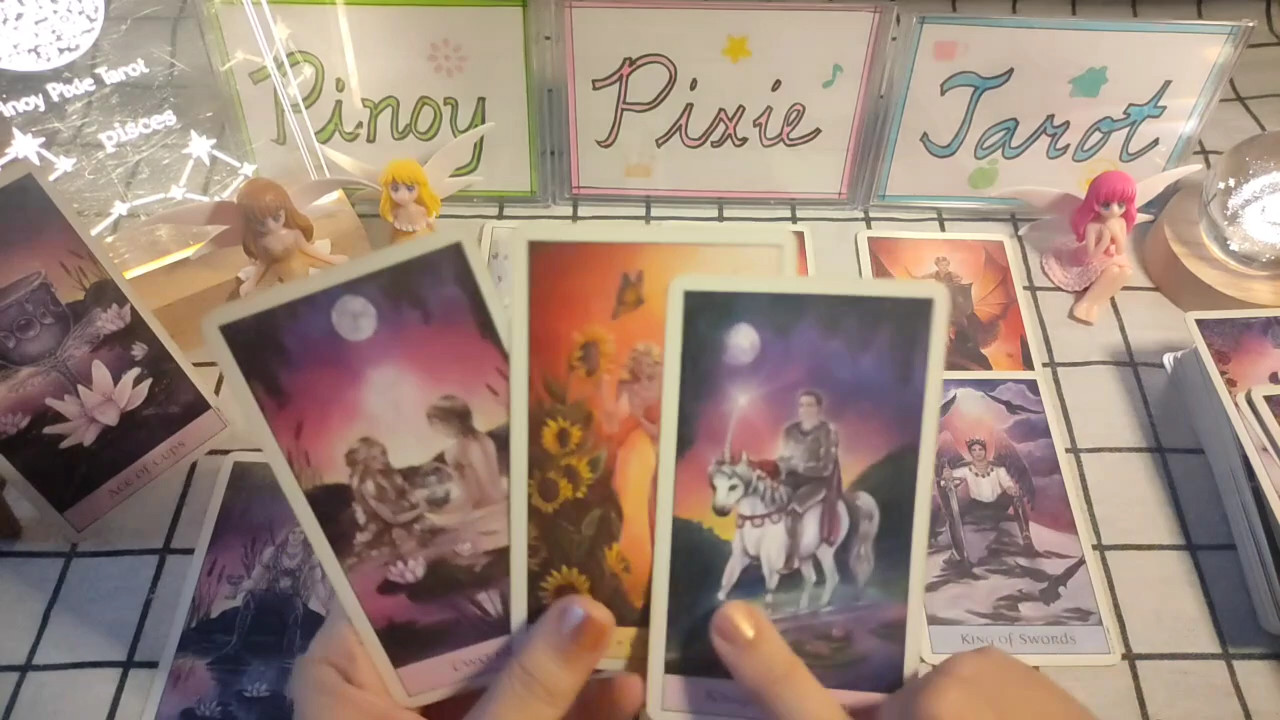 Pinoy
Pixie
Tarot
Pinoy Pixie Tarot
pisces
Ace of Cups
King of Swords